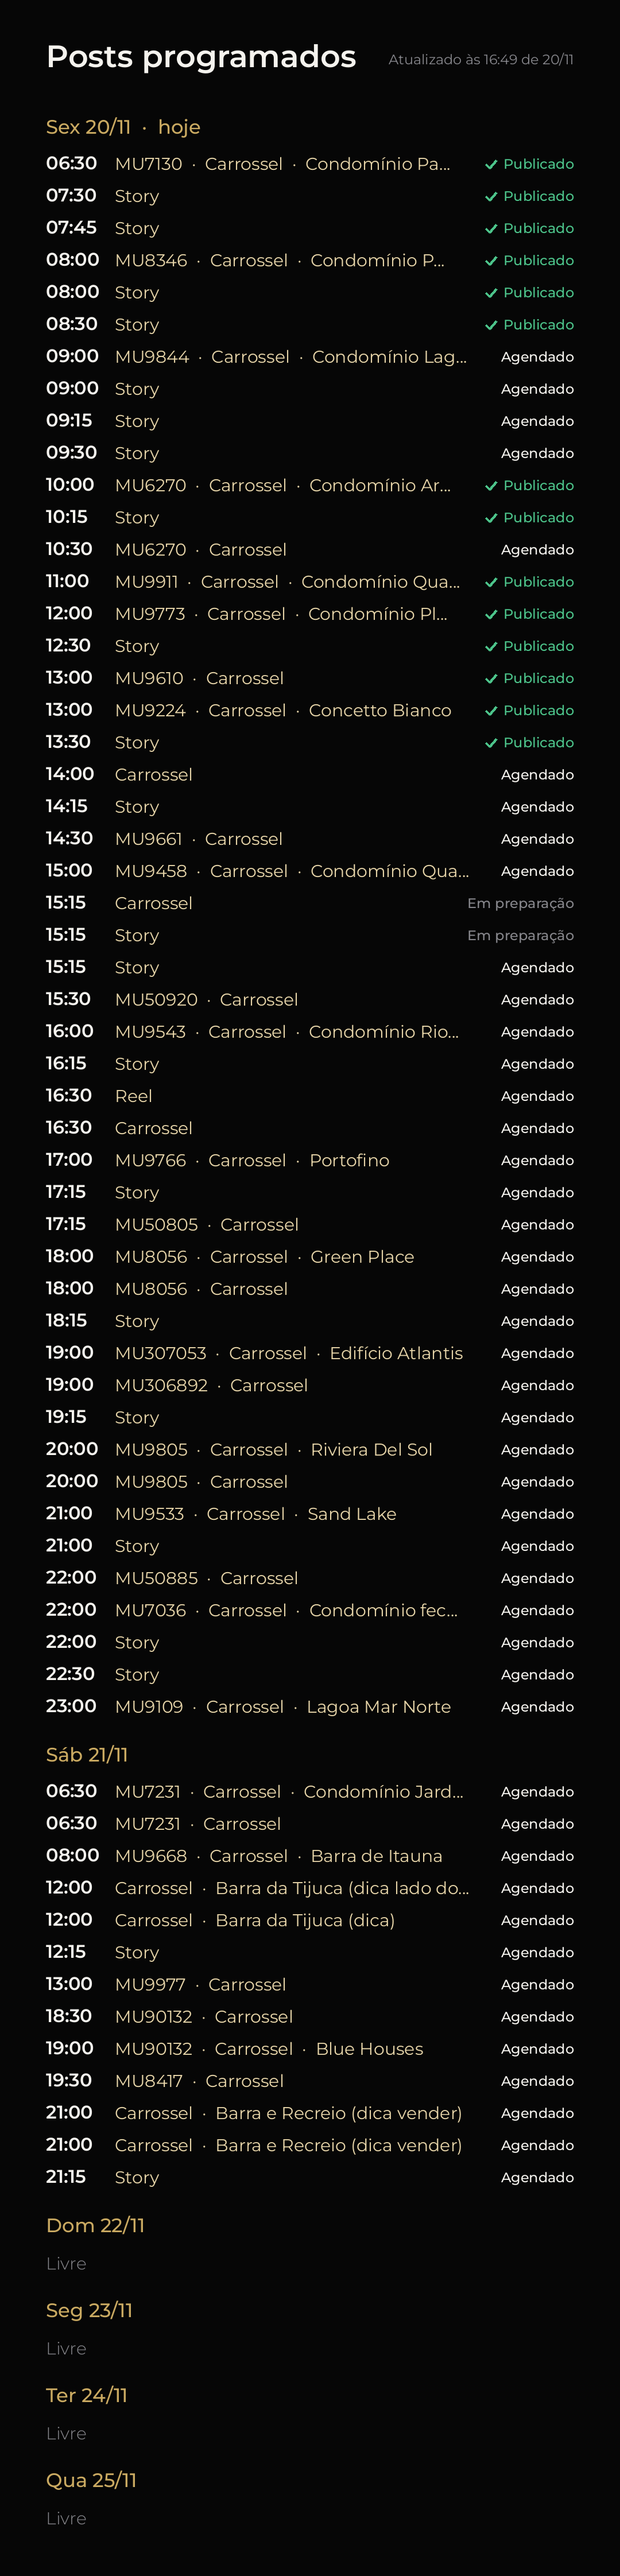 Posts programados Atualizado às 16:49 de 20/11
Sex 20/11 · hoje
06:30 MU7130 · Carrossel · Condomínio Pa... ✓ Publicado
07:30 Story ✓ Publicado
07:45 Story ✓ Publicado
08:00 MU8346 · Carrossel · Condomínio P... ✓ Publicado
08:00 Story ✓ Publicado
08:30 Story ✓ Publicado
09:00 MU9844 · Carrossel · Condomínio Lag... Agendado
09:00 Story Agendado
09:15 Story Agendado
09:30 Story Agendado
10:00 MU6270 · Carrossel · Condomínio Ar... ✓ Publicado
10:15 Story ✓ Publicado
10:30 MU6270 · Carrossel Agendado
11:00 MU9911 · Carrossel · Condomínio Qua... ✓ Publicado
12:00 MU9773 · Carrossel · Condomínio Pl... ✓ Publicado
12:30 Story ✓ Publicado
13:00 MU9610 · Carrossel ✓ Publicado
13:00 MU9224 · Carrossel · Concetto Bianco ✓ Publicado
13:30 Story ✓ Publicado
14:00 Carrossel Agendado
14:15 Story Agendado
14:30 MU9661 · Carrossel Agendado
15:00 MU9458 · Carrossel · Condomínio Qua... Agendado
15:15 Carrossel Em preparação
15:15 Story Em preparação
15:15 Story Agendado
15:30 MU50920 · Carrossel Agendado
16:00 MU9543 · Carrossel · Condomínio Rio... Agendado
16:15 Story Agendado
16:30 Reel Agendado
16:30 Carrossel Agendado
17:00 MU9766 · Carrossel · Portofino Agendado
17:15 Story Agendado
17:15 MU50805 · Carrossel Agendado
18:00 MU8056 · Carrossel · Green Place Agendado
18:00 MU8056 · Carrossel Agendado
18:15 Story Agendado
19:00 MU307053 · Carrossel · Edifício Atlantis Agendado
19:00 MU306892 · Carrossel Agendado
19:15 Story Agendado
20:00 MU9805 · Carrossel · Riviera Del Sol Agendado
20:00 MU9805 · Carrossel Agendado
21:00 MU9533 · Carrossel · Sand Lake Agendado
21:00 Story Agendado
22:00 MU50885 · Carrossel Agendado
22:00 MU7036 · Carrossel · Condomínio fec... Agendado
22:00 Story Agendado
22:30 Story Agendado
23:00 MU9109 · Carrossel · Lagoa Mar Norte Agendado
Sáb 21/11
06:30 MU7231 · Carrossel · Condomínio Jard... Agendado
06:30 MU7231 · Carrossel Agendado
08:00 MU9668 · Carrossel · Barra de Itauna Agendado
12:00 Carrossel · Barra da Tijuca (dica lado do... Agendado
12:00 Carrossel · Barra da Tijuca (dica) Agendado
12:15 Story Agendado
13:00 MU9977 · Carrossel Agendado
18:30 MU90132 · Carrossel Agendado
19:00 MU90132 · Carrossel · Blue Houses Agendado
19:30 MU8417 · Carrossel Agendado
21:00 Carrossel · Barra e Recreio (dica vender) Agendado
21:00 Carrossel · Barra e Recreio (dica vender) Agendado
21:15 Story Agendado
Dom 22/11
Livre
Seg 23/11
Livre
Ter 24/11
Livre
Qua 25/11
Livre